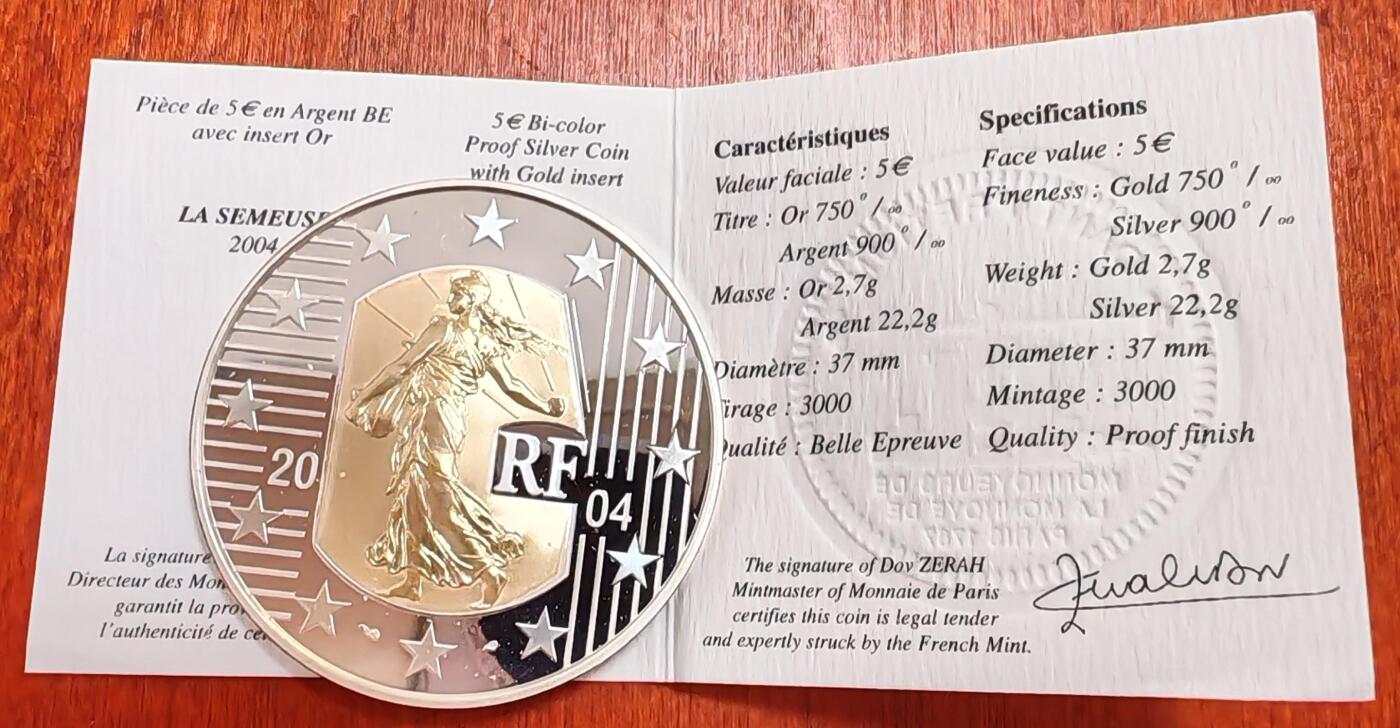 Pièce de 5€ en Argent BE
avec insert Or
5€ Bi-color
Proof Silver Coin
with Gold insert
LA SEMEUSE
2004
20
RF
04
La signature
Directeur des
garantit la
l'authenticité de
Caractéristiques
Valeur faciale : 5€
Titre : Or 750°/°°
Argent 900°/°°
Masse : Or 2,7g
Argent 22,2g
Diamètre : 37 mm
irage : 3000
ualité : Belle Epreuve
Specifications
Face value : 5€
Fineness : Gold 750°/°°
Silver 900°/°°
Weight : Gold 2,7g
Silver 22,2g
Diameter : 37 mm
Mintage : 3000
Quality : Proof finish
The signature of Dov ZERAH
Mintmaster of Monnaie de Paris
certifies this coin is legal tender
and expertly struck by the French Mint.